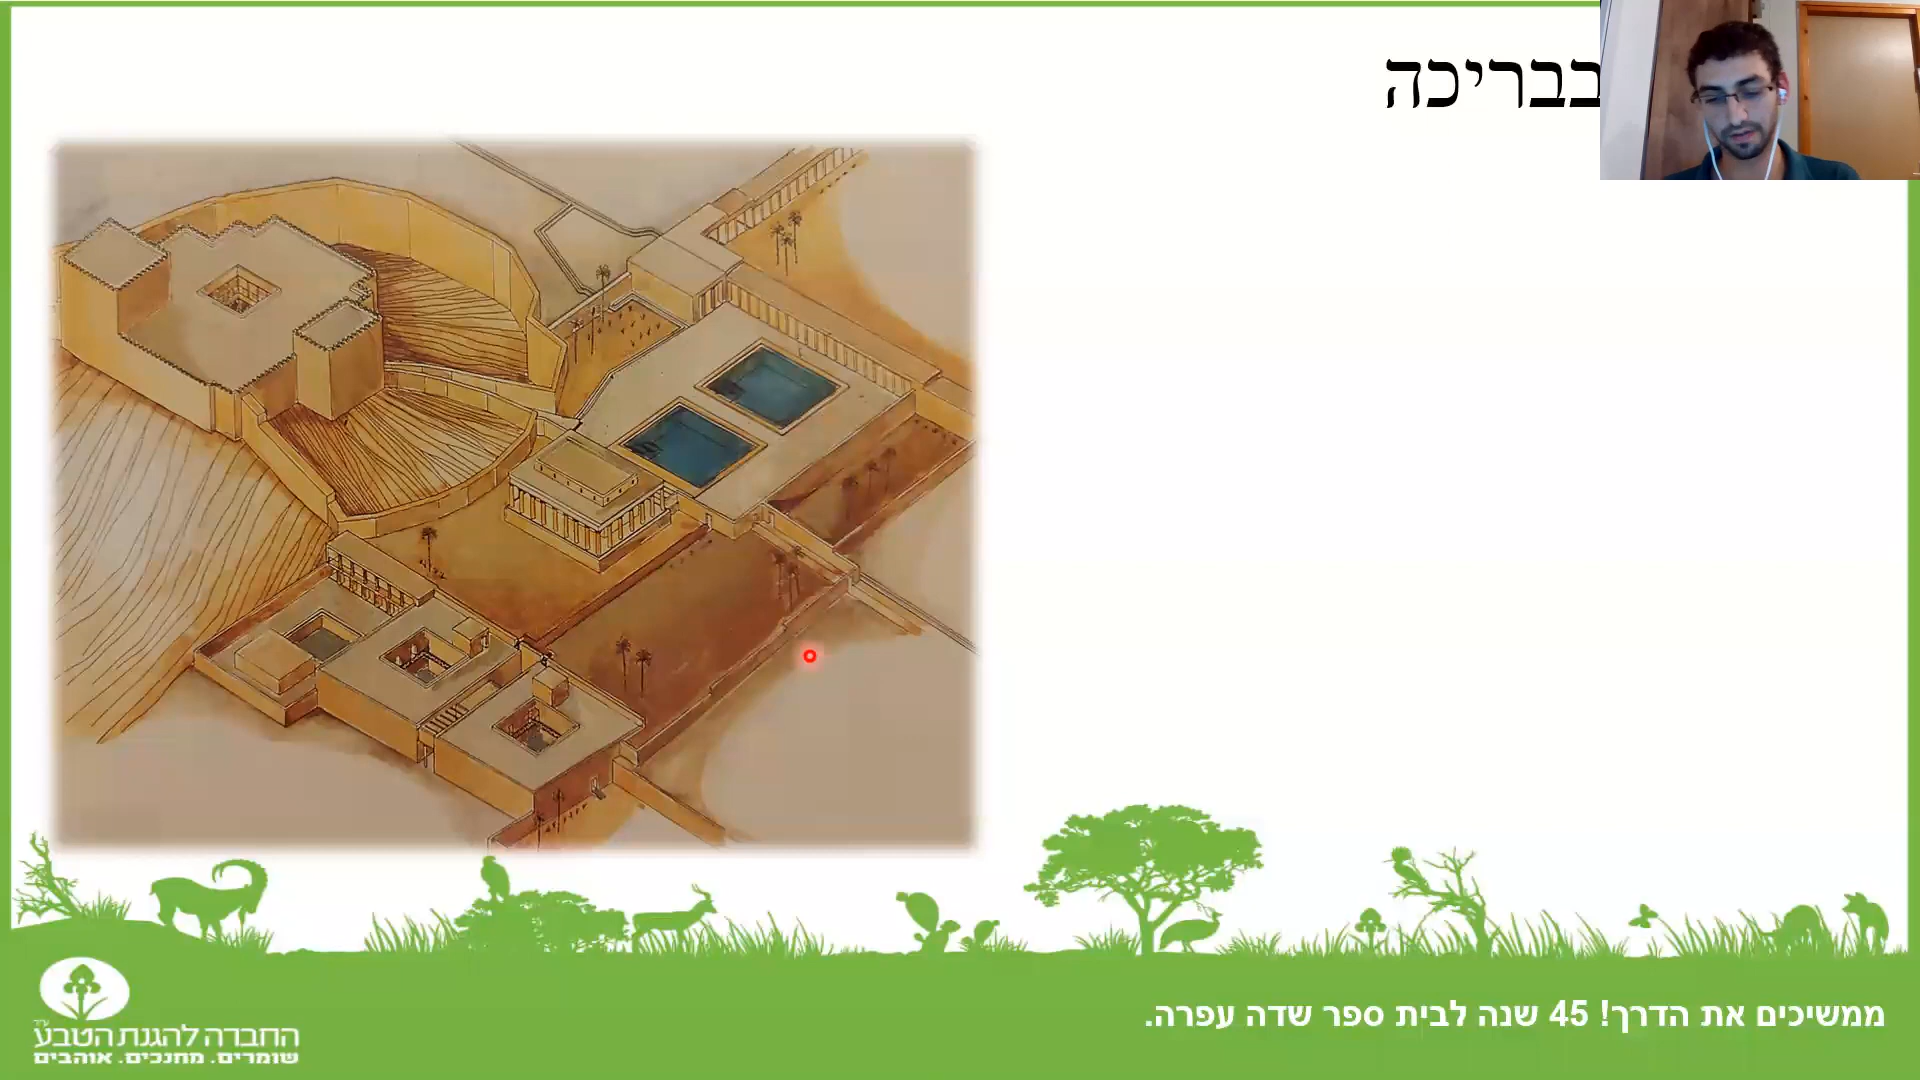 בבריכה
ממשיכים את הדרך! 45 שנה לבית ספר שדה עפרה.
החברה להגנת הטבע ע״ר
שומרים. מחנכים. אוהבים